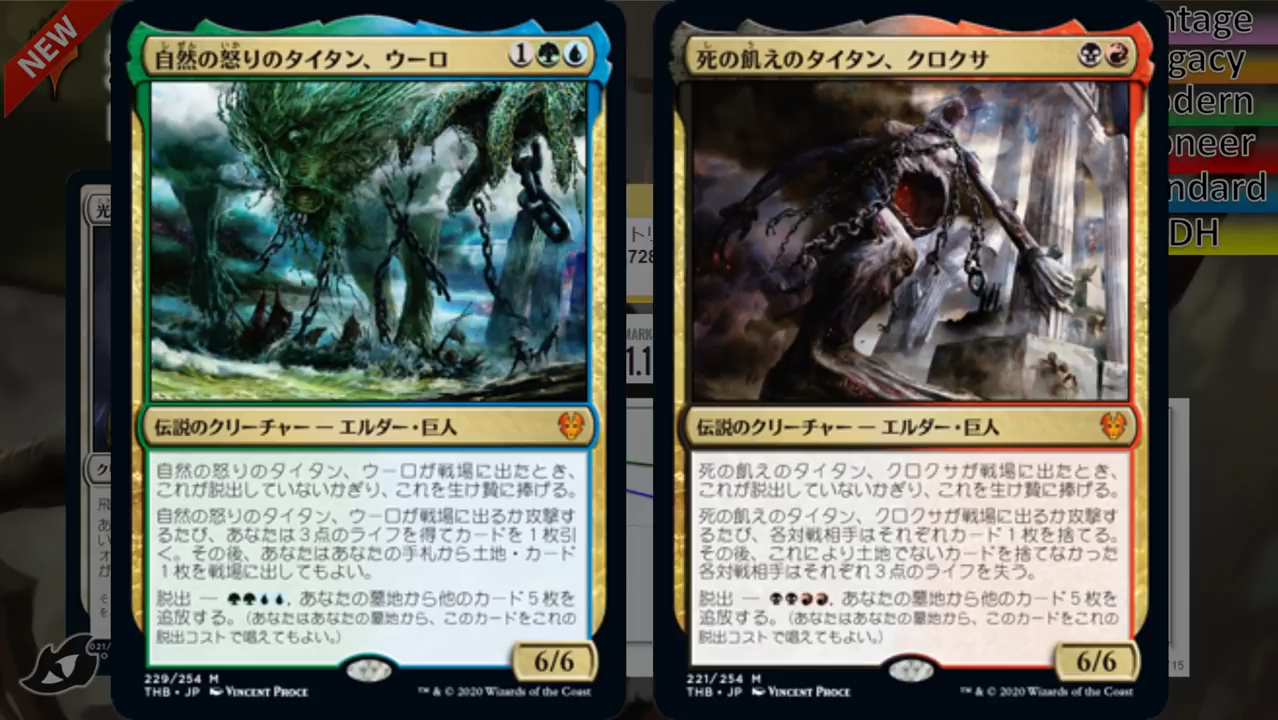 NEW
自然の怒りのタイタン、ウーロ
1
伝説のクリーチャー ― エルダー・巨人
自然の怒りのタイタン、ウーロが戦場に出たとき、
これが脱出していないかぎり、これを生け贄に捧げる。
自然の怒りのタイタン、ウーロが戦場に出るか攻撃す
るたび、あなたは３点のライフを得てカードを１枚引
く。その後、あなたはあなたの手札から土地・カード
１枚を戦場に出してもよい。
脱出 ― , あなたの墓地から他のカード５枚を
追放する。（あなたはあなたの墓地から、このカードをこれの
脱出コストで唱えてもよい。）
6/6
229/254 M
THB • JP VINCENT PROCE
™ & © 2020 Wizards of the Coast
死の飢えのタイタン、クロクサ
伝説のクリーチャー ― エルダー・巨人
死の飢えのタイタン、クロクサが戦場に出たとき、
これが脱出していないかぎり、これを生け贄に捧げる。
死の飢えのタイタン、クロクサが戦場に出るか攻撃す
るたび、各対戦相手はそれぞれカード１枚を捨てる。
その後、これにより土地でないカードを捨てなかった
各対戦相手はそれぞれ３点のライフを失う。
脱出 ― , あなたの墓地から他のカード５枚を
追放する。（あなたはあなたの墓地から、このカードをこれの
脱出コストで唱えてもよい。）
6/6
221/254 M
THB • JP VINCENT PROCE
™ & © 2020 Wizards of the Coast
ntage
gacy
odern
oneer
ndard
DH
光
トリ
728
MARK
1.1
021/
/15